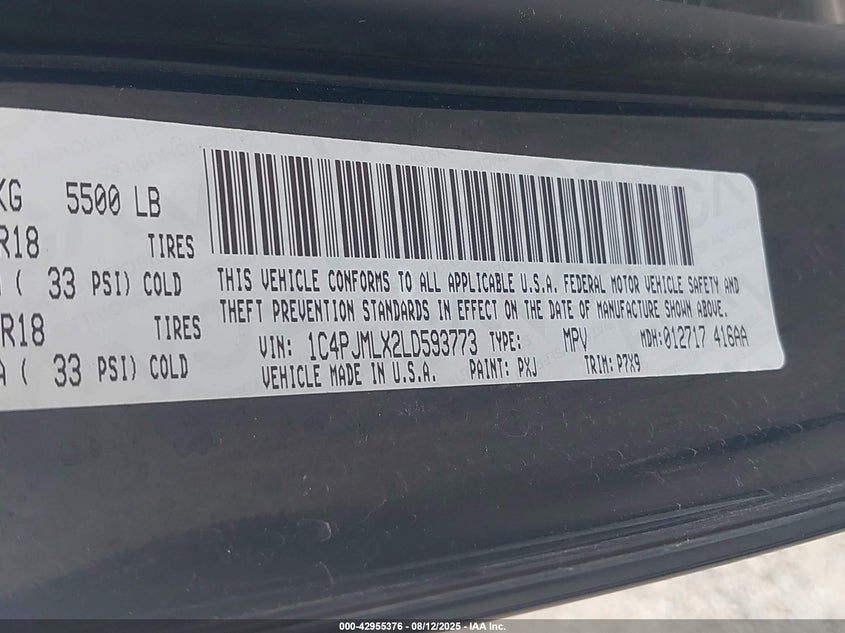 KG 5500 LB
R18 TIRES
( 33 PSI) COLD
R18 TIRES
A ( 33 PSI) COLD
THIS VEHICLE CONFORMS TO ALL APPLICABLE U.S.A. FEDERAL MOTOR VEHICLE SAFETY AND
THEFT PREVENTION STANDARDS IN EFFECT ON THE DATE OF MANUFACTURE SHOWN ABOVE.
VIN: 1C4PJMLX2LD593773 TYPE: MPV MDH:012717 416AA
VEHICLE MADE IN U.S.A. PAINT: PXJ TRIM: P7X9
000-42955376 - 08/12/2025 - IAA Inc.